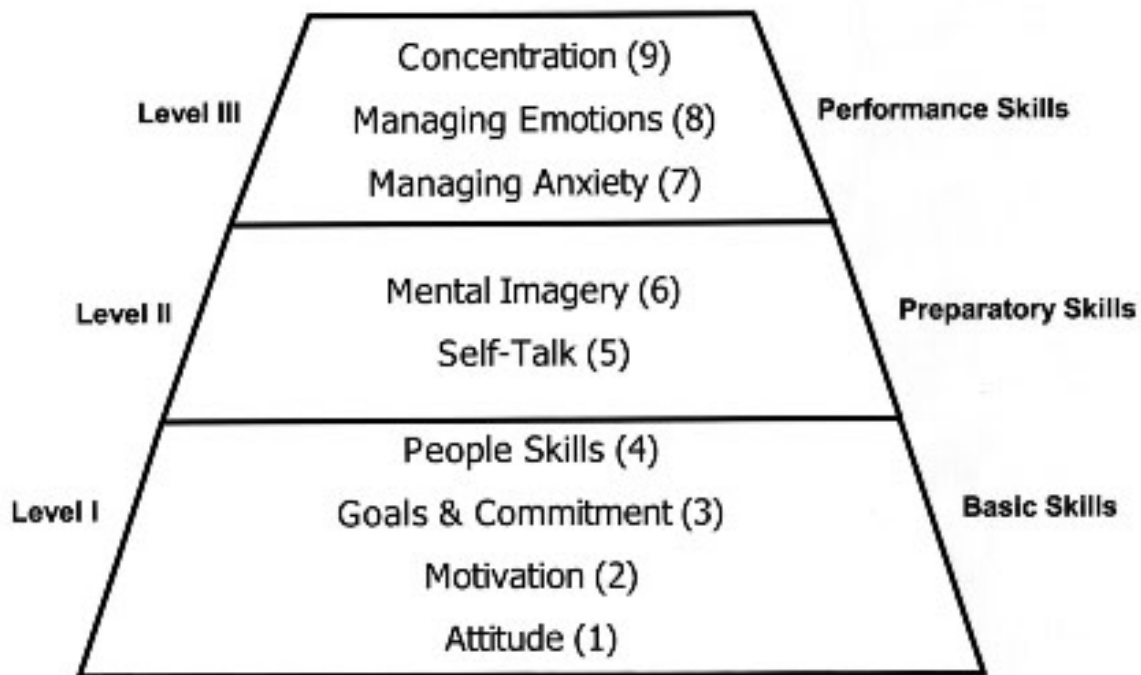 Concentration (9)
Level III
Managing Emotions (8)
Performance Skills
Managing Anxiety (7)
Mental Imagery (6)
Level II
Preparatory Skills
Self-Talk (5)
People Skills (4)
Level I
Goals & Commitment (3)
Basic Skills
Motivation (2)
Attitude (1)